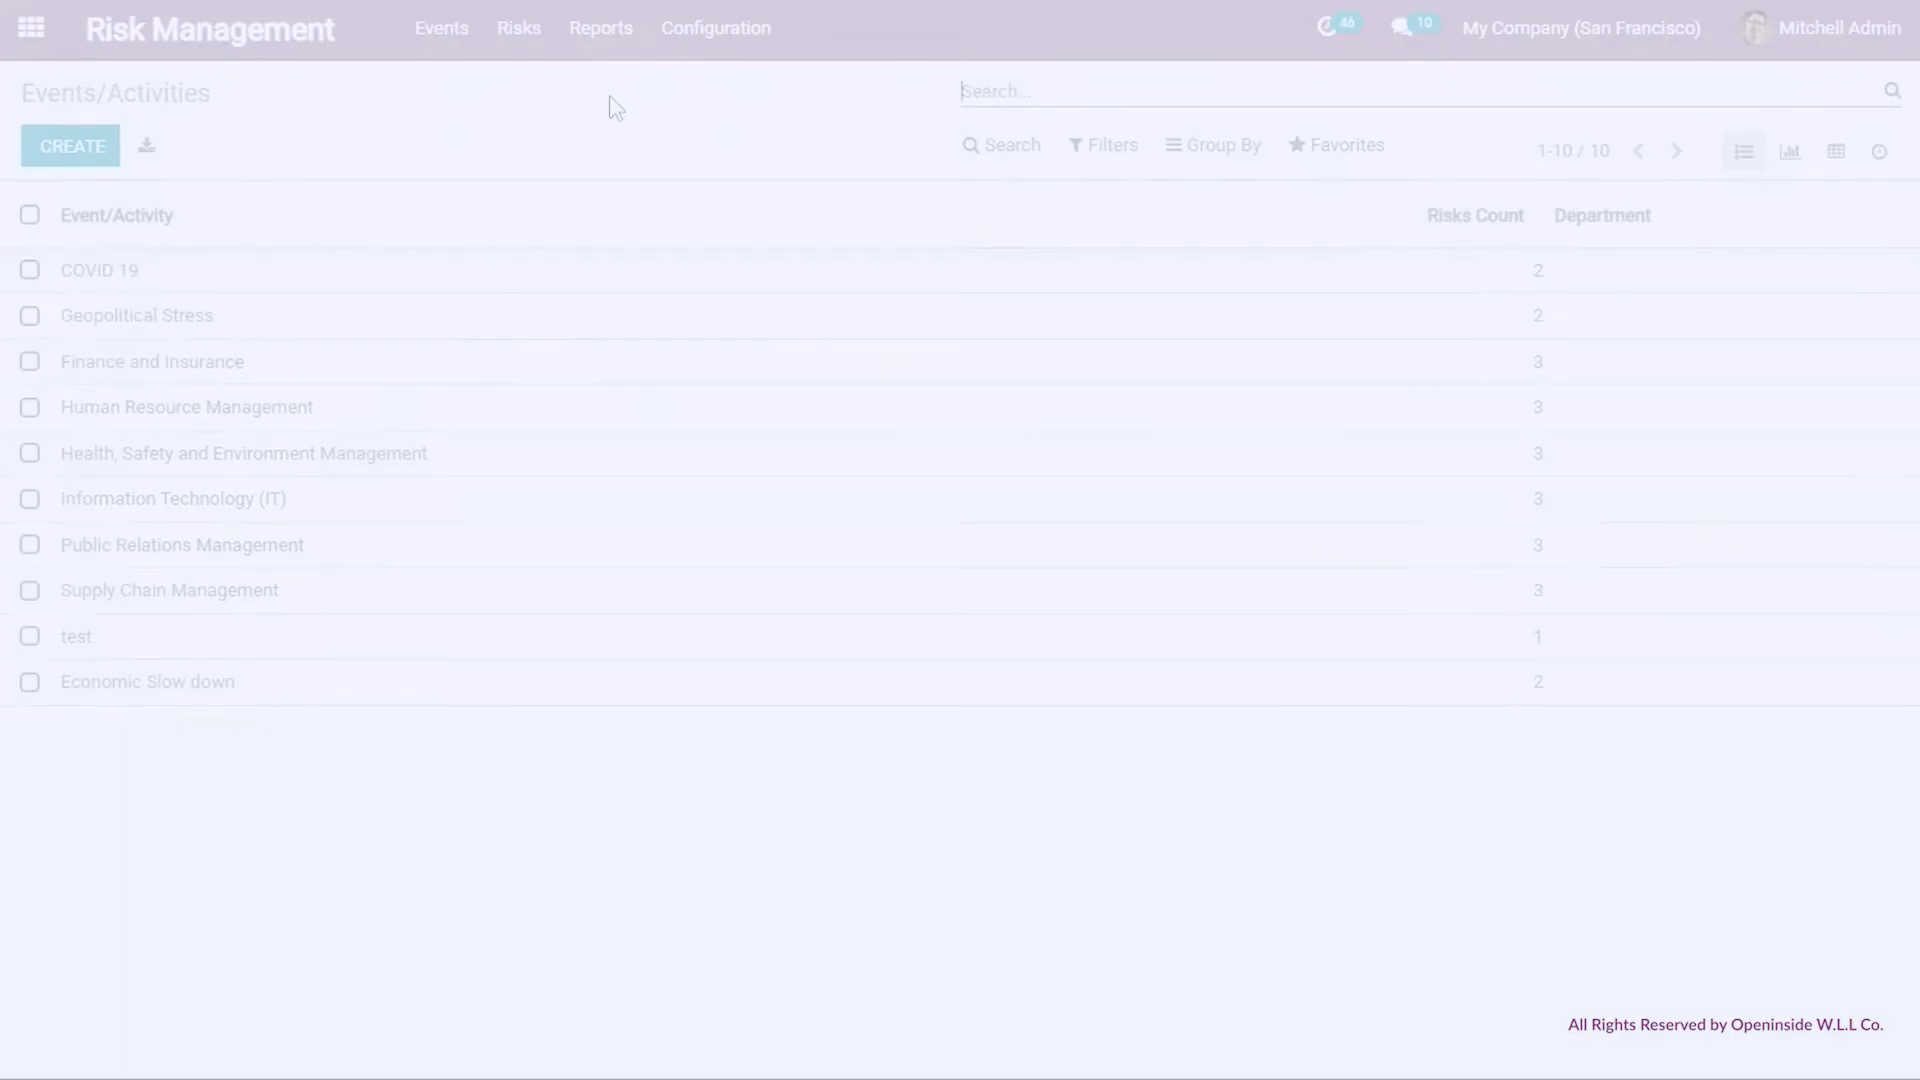 Risk Management Events Risks Reports Configuration 46 10 My Company (San Francisco) Mitchell Admin
Events/Activities Search...
CREATE Search Filters Group By Favorites 1-10 / 10
Event/Activity Risks Count Department
COVID 19 2
Geopolitical Stress 2
Finance and Insurance 3
Human Resource Management 3
Health, Safety and Environment Management 3
Information Technology (IT) 3
Public Relations Management 3
Supply Chain Management 3
test 1
Economic Slow down 2
All Rights Reserved by Openinside W.L.L Co.